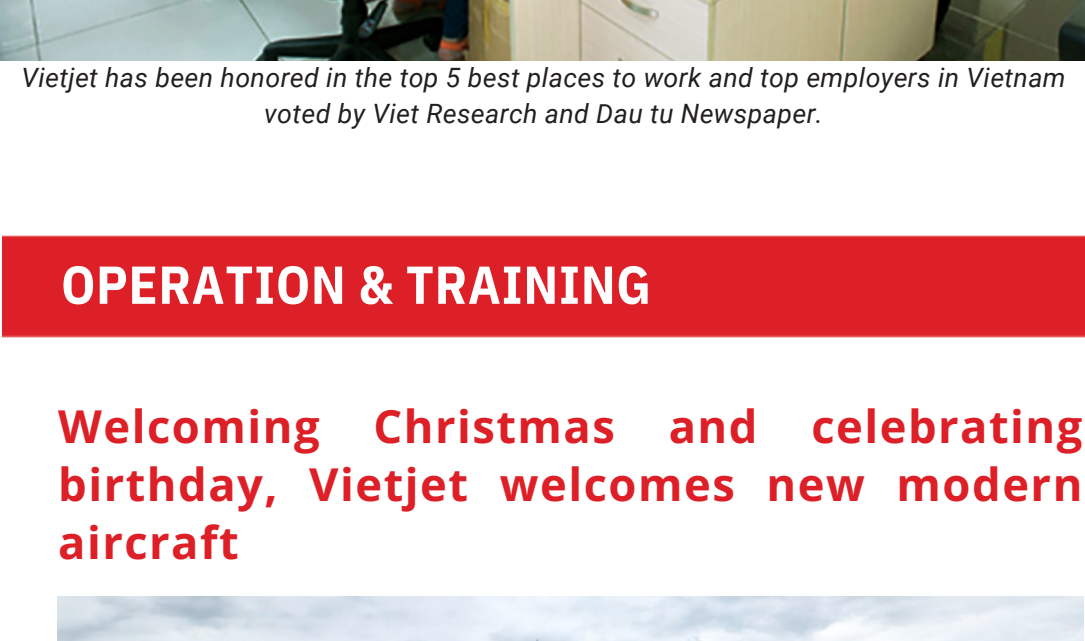 Vietjet has been honored in the top 5 best places to work and top employers in Vietnam
voted by Viet Research and Dau tu Newspaper.
OPERATION & TRAINING
Welcoming Christmas and celebrating
birthday, Vietjet welcomes new modern
aircraft